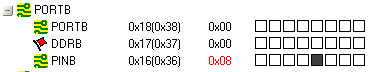 PORTB
PORTB 0x18(0x38) 0x00
DDRB 0x17(0x37) 0x00
PINB 0x16(0x36) 0x08